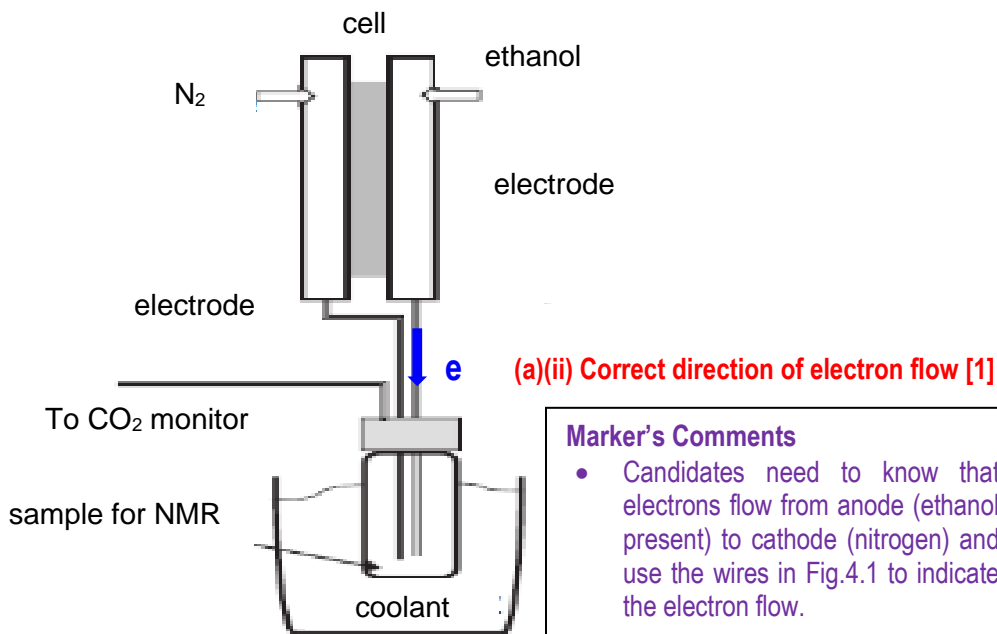 cell
ethanol
N₂
electrode
electrode
e
(a)(ii) Correct direction of electron flow [1]
To CO₂ monitor
Marker's Comments
• Candidates need to know that
electrons flow from anode (ethanol
present) to cathode (nitrogen) and
use the wires in Fig.4.1 to indicate
the electron flow.
sample for NMR
coolant